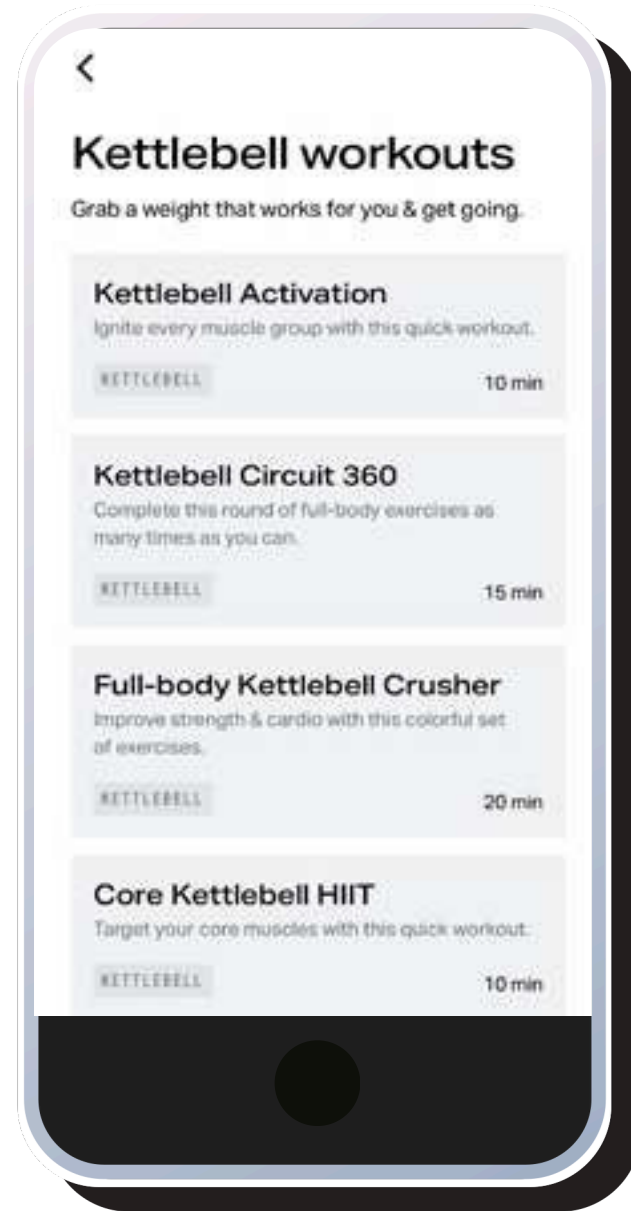 Kettlebell workouts
Grab a weight that works for you & get going.
Kettlebell Activation
Ignite every muscle group with this quick workout.
KETTLEBELL
10 min
Kettlebell Circuit 360
Complete this round of full-body exercises as
many times as you can.
KETTLEBELL
15 min
Full-body Kettlebell Crusher
Improve strength & cardio with this colorful set
of exercises.
KETTLEBELL
20 min
Core Kettlebell HIIT
Target your core muscles with this quick workout.
KETTLEBELL
10 min